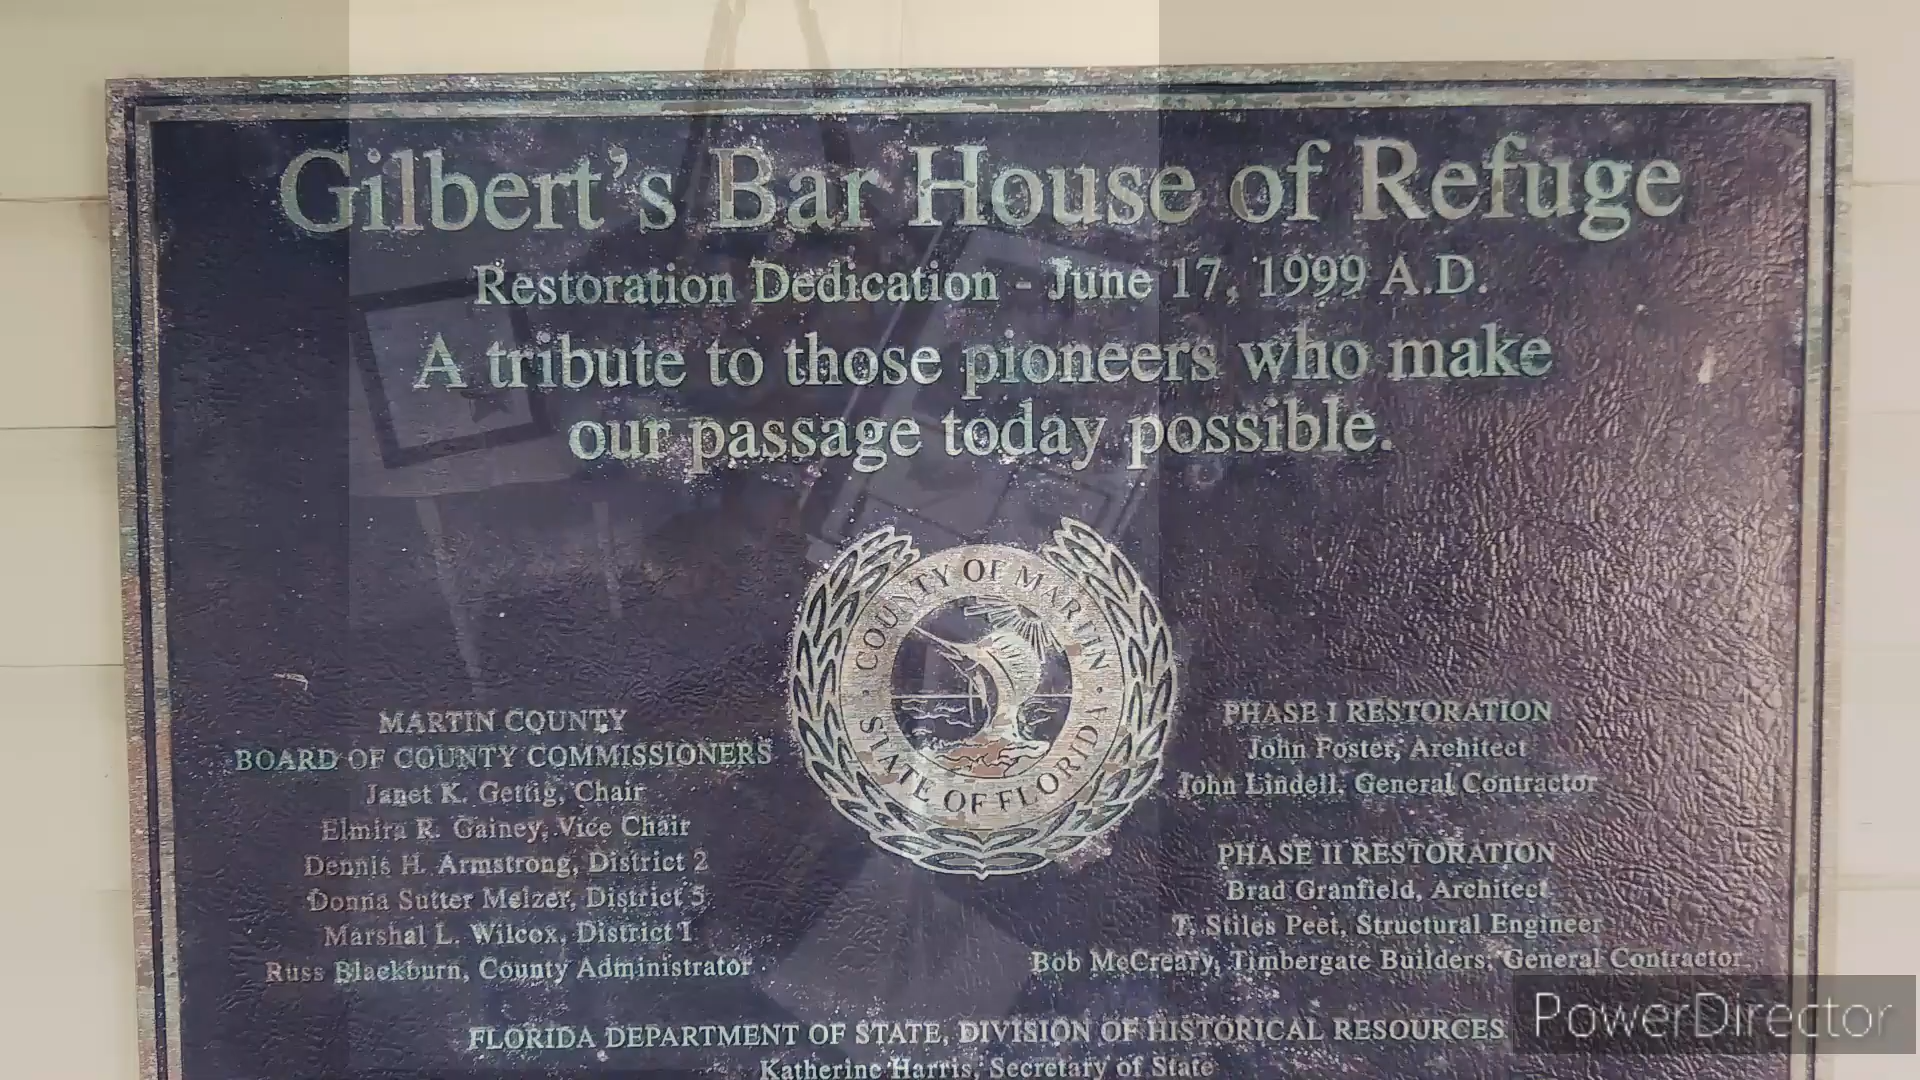 Gilbert's Bar House of Refuge
Restoration Dedication - June 17, 1999 A.D.
A tribute to those pioneers who make
our passage today possible.
COUNTY OF MARTIN
STATE OF FLORIDA
MARTIN COUNTY
BOARD OF COUNTY COMMISSIONERS
Janet K. Gettig, Chair
Elmira R. Gainey, Vice Chair
Dennis H. Armstrong, District 2
Donna Sutter Melzer, District 5
Marshal L. Wilcox, District 1
Russ Blackburn, County Administrator
PHASE I RESTORATION
John Foster, Architect
John Lindell, General Contractor
PHASE II RESTORATION
Brad Granfield, Architect
T. Stiles Peet, Structural Engineer
Bob McCreary, Timbergate Builders, General Contractor
FLORIDA DEPARTMENT OF STATE, DIVISION OF HISTORICAL RESOURCES
Katherine Harris, Secretary of State
PowerDirector